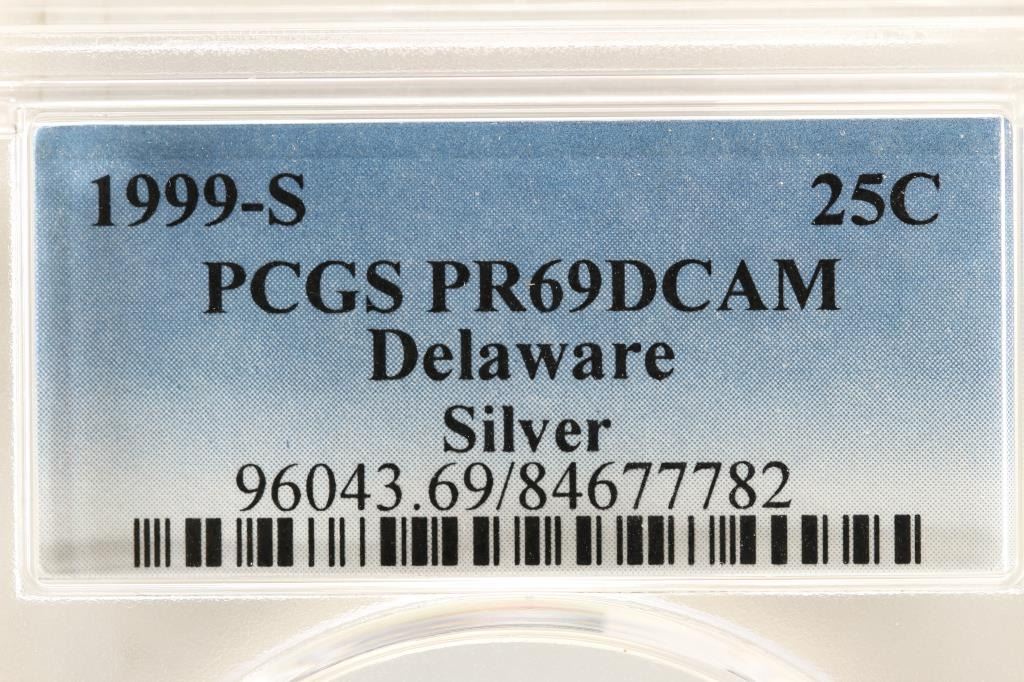 1999-S 25C
PCGS PR69DCAM
Delaware
Silver
96043.69/84677782